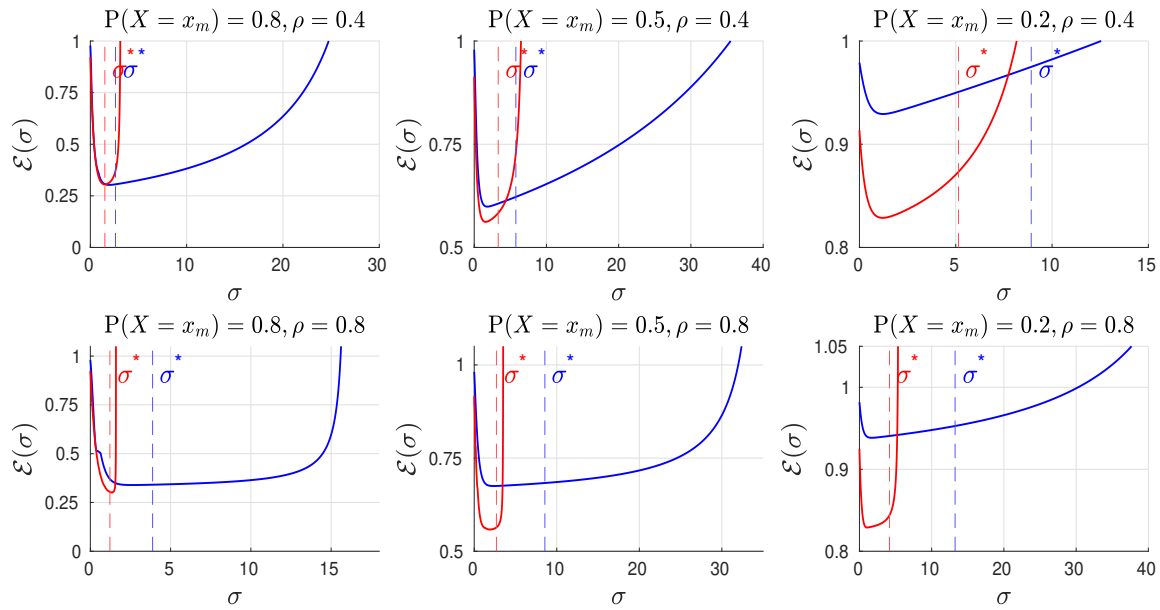 P(X = x_m) = 0.8, ρ = 0.4
1
0.75
0.5
0.25
0
ℰ(σ)
σ* σ*
0 10 20 30
σ
P(X = x_m) = 0.5, ρ = 0.4
1
0.75
0.5
ℰ(σ)
σ* σ*
0 10 20 30 40
σ
P(X = x_m) = 0.2, ρ = 0.4
1
0.9
0.8
ℰ(σ)
σ* σ*
0 5 10 15
σ
P(X = x_m) = 0.8, ρ = 0.8
1
0.75
0.5
0.25
0
ℰ(σ)
σ* σ*
0 5 10 15
σ
P(X = x_m) = 0.5, ρ = 0.8
1
0.75
0.5
ℰ(σ)
σ* σ*
0 10 20 30
σ
P(X = x_m) = 0.2, ρ = 0.8
1.05
1
0.9
0.8
ℰ(σ)
σ* σ*
0 10 20 30 40
σ